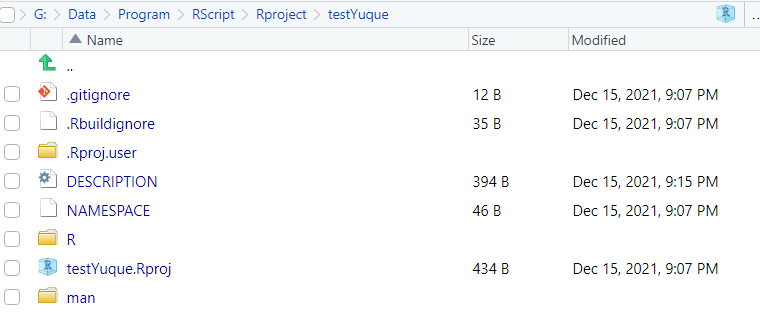 G: Data Program RScript Rproject testYuque R ...
Name Size Modified
..
.gitignore 12 B Dec 15, 2021, 9:07 PM
.Rbuildignore 35 B Dec 15, 2021, 9:07 PM
.Rproj.user
DESCRIPTION 394 B Dec 15, 2021, 9:15 PM
NAMESPACE 46 B Dec 15, 2021, 9:07 PM
R
R testYuque.Rproj 434 B Dec 15, 2021, 9:07 PM
man